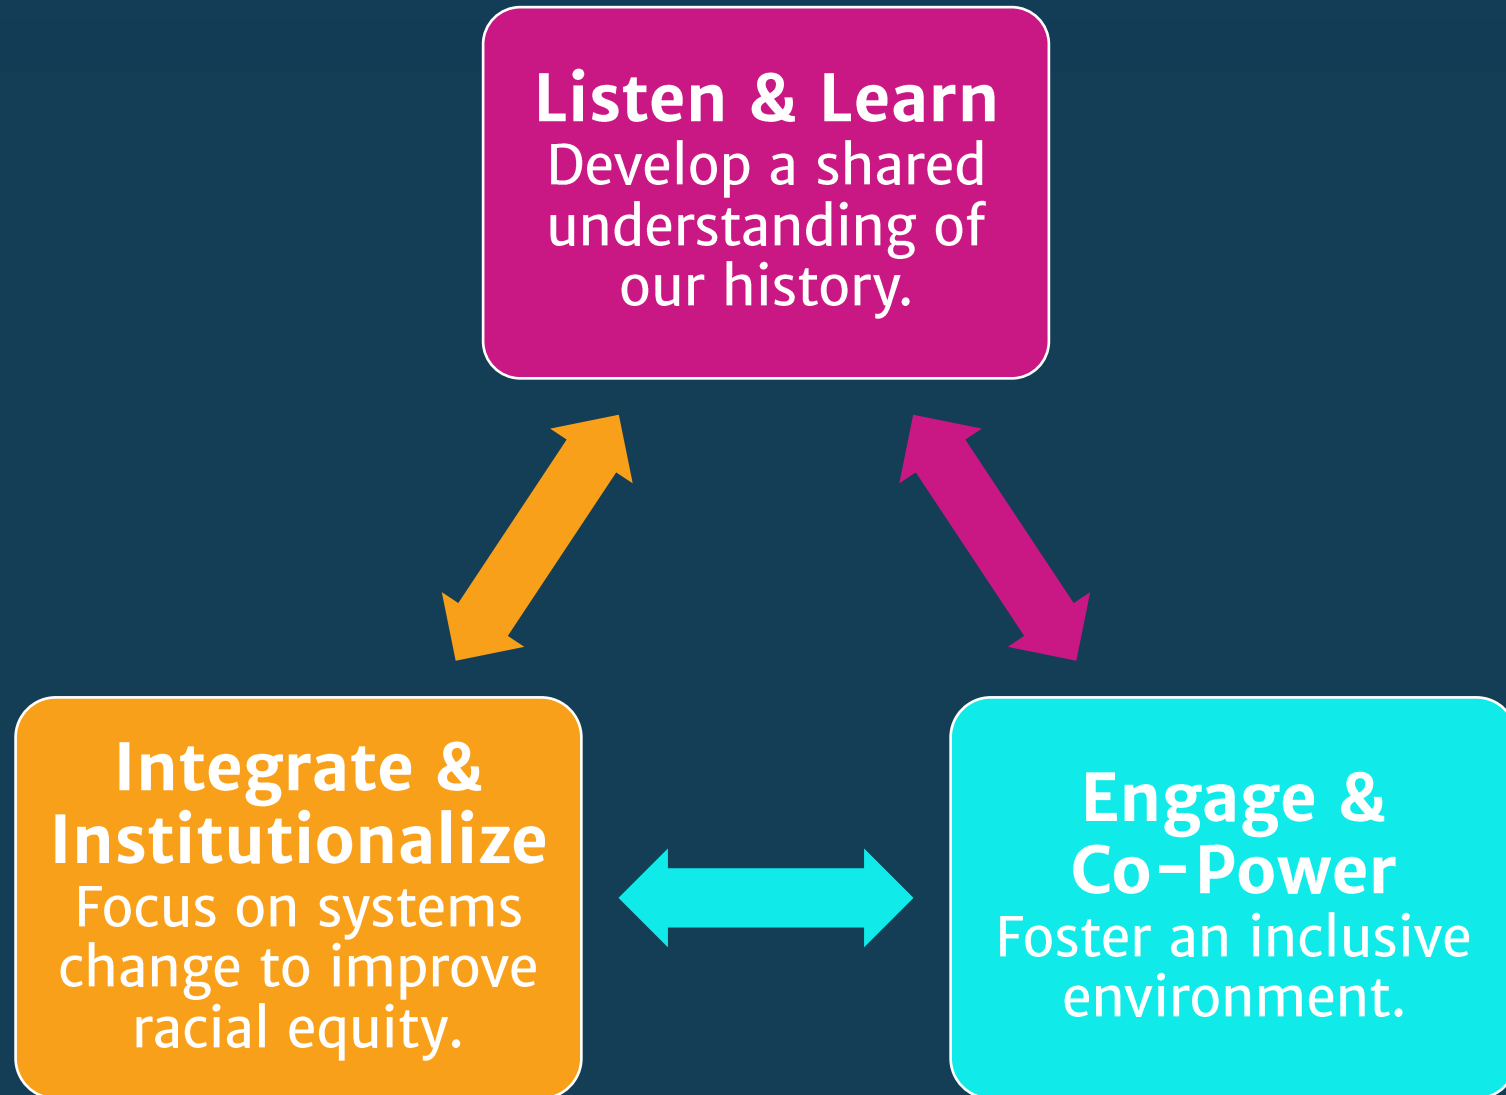 Listen & Learn
Develop a shared
understanding of
our history.
Integrate &
Institutionalize
Focus on systems
change to improve
racial equity.
Engage &
Co-Power
Foster an inclusive
environment.